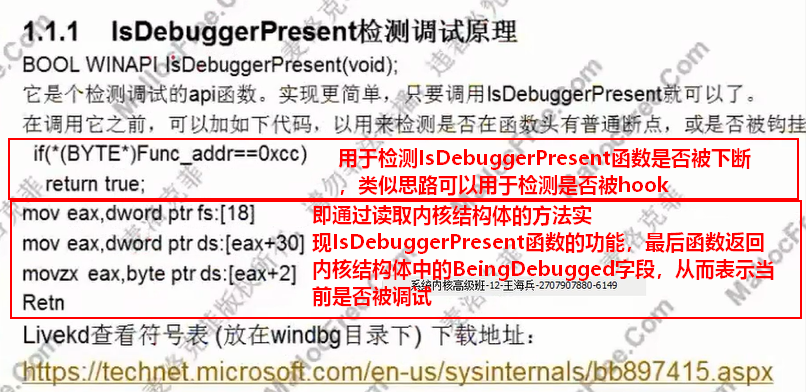 1.1.1 IsDebuggerPresent检测调试原理
BOOL WINAPI IsDebuggerPresent(void);
它是个检测调试的api函数。实现更简单，只要调用IsDebuggerPresent就可以了。
在调用它之前，可以加如下代码，以用来检测是否在函数头有普通断点，或是否被钩挂
if(*(BYTE*)Func_addr==0xcc)
return true;
用于检测IsDebuggerPresent函数是否被下断
，类似思路可以用于检测是否被hook
mov eax,dword ptr fs:[18]
mov eax,dword ptr ds:[eax+30]
movzx eax,byte ptr ds:[eax+2]
Retn
即通过读取内核结构体的方法实
现IsDebuggerPresent函数的功能，最后函数返回
内核结构体中的BeingDebugged字段，从而表示当
前是否被调试
系统内核高级班-12-王海兵-2707907880-6149
Livekd查看符号表 (放在windbg目录下) 下载地址：
https://technet.microsoft.com/en-us/sysinternals/bb897415.aspx